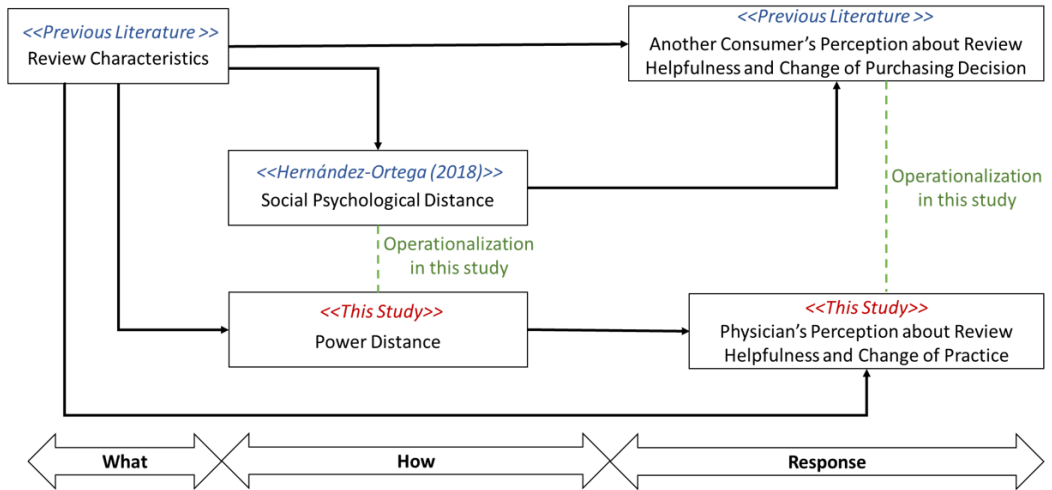 <<Previous Literature >>
Review Characteristics
<<Previous Literature >>
Another Consumer's Perception about Review
Helpfulness and Change of Purchasing Decision
<<Hernández-Ortega (2018)>>
Social Psychological Distance
Operationalization
in this study
Operationalization
in this study
<<This Study>>
Power Distance
<<This Study>>
Physician's Perception about Review
Helpfulness and Change of Practice
What
How
Response